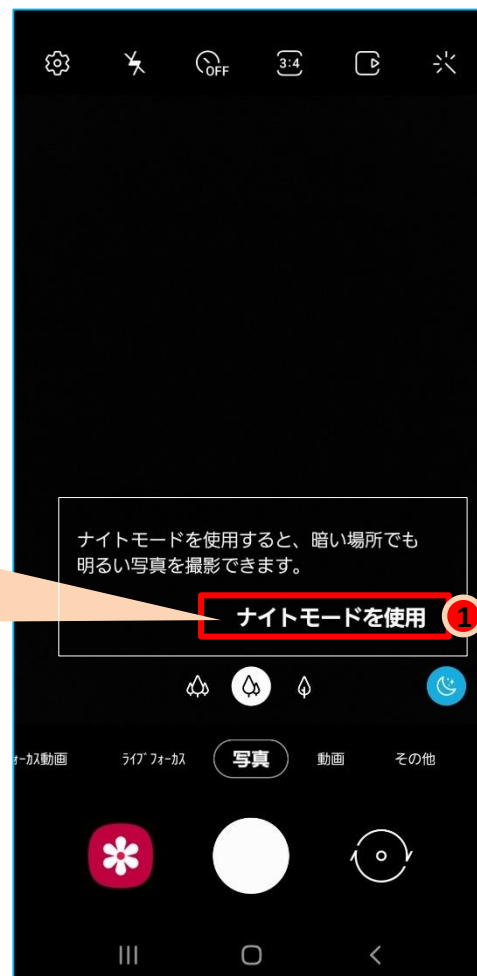 OFF
3:4
ナイトモードを使用すると、暗い場所でも
明るい写真を撮影できます。
ナイトモードを使用
1
ォーカス動画 ライブフォーカス 写真 動画 その他